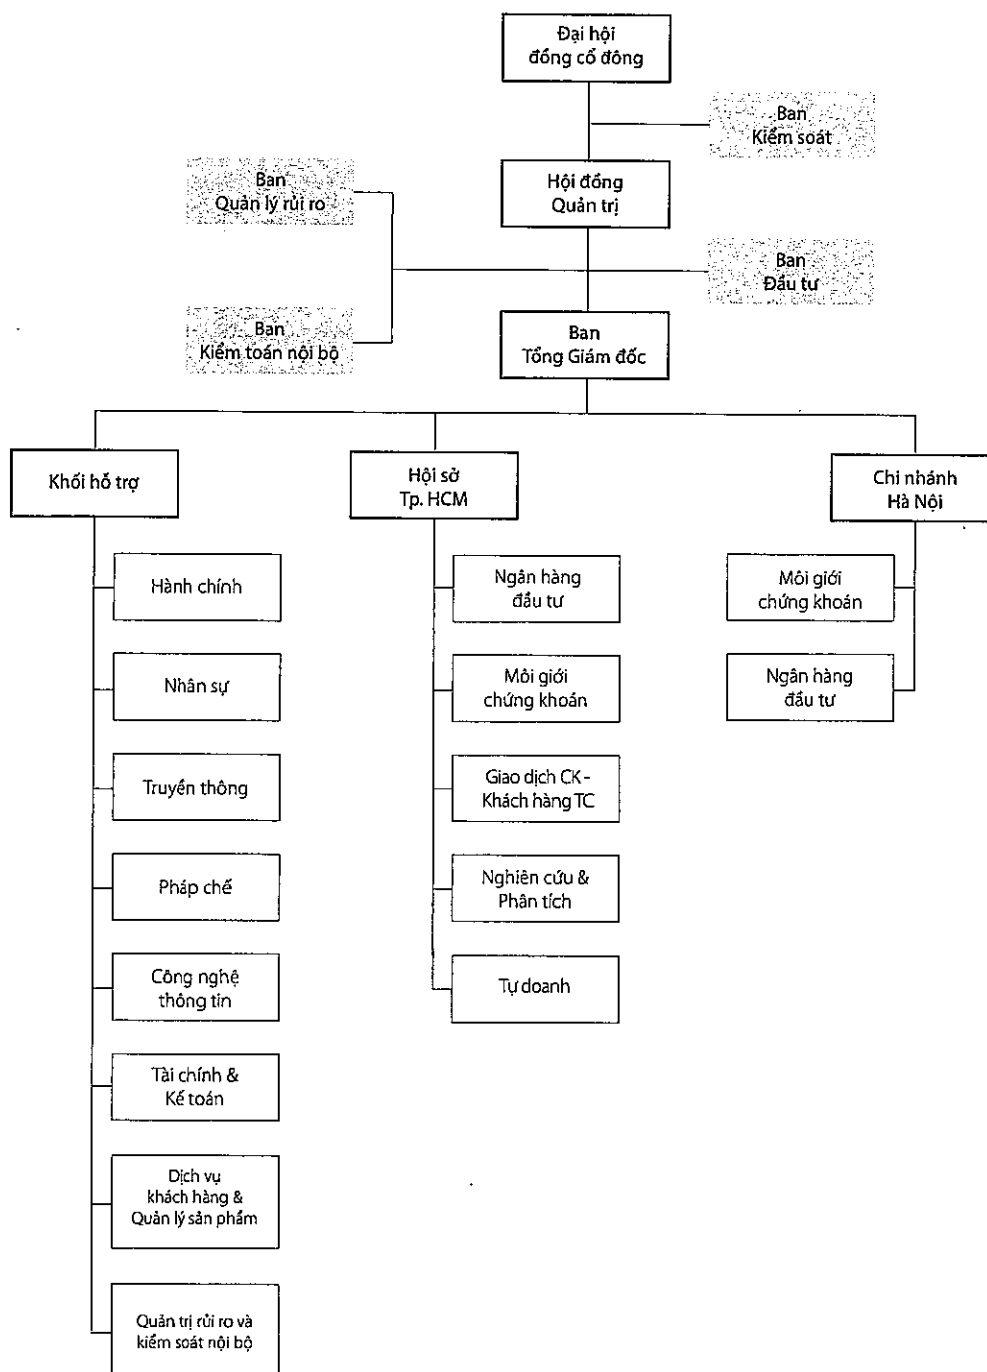 Đại hội
đồng cổ đông
Ban
Kiểm soát
Ban
Quản lý rủi ro
Hội đồng
Quản trị
Ban
Đầu tư
Ban
Kiểm toán nội bộ
Ban
Tổng Giám đốc
Khối hỗ trợ
Hội sở
Tp. HCM
Chi nhánh
Hà Nội
Hành chính
Nhân sự
Truyền thông
Pháp chế
Công nghệ
thông tin
Tài chính &
Kế toán
Dịch vụ
khách hàng &
Quản lý sản phẩm
Quản trị rủi ro và
kiểm soát nội bộ
Ngân hàng
đầu tư
Môi giới
chứng khoán
Giao dịch CK -
Khách hàng TC
Nghiên cứu &
Phân tích
Tự doanh
Môi giới
chứng khoán
Ngân hàng
đầu tư